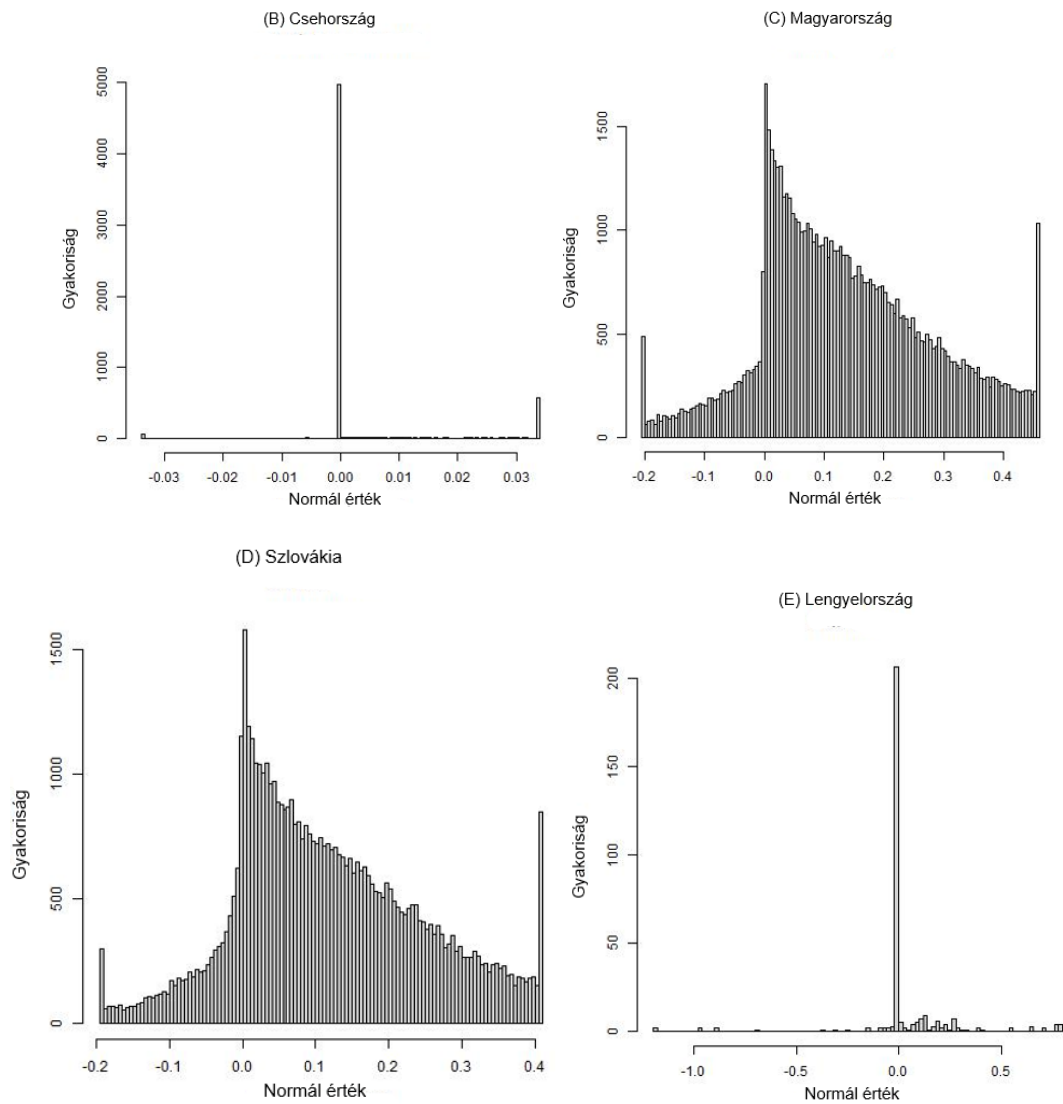 (B) Csehország
Gyakoriság
5000
4000
3000
2000
1000
0
-0.03 -0.02 -0.01 0.00 0.01 0.02 0.03
Normál érték
(C) Magyarország
Gyakoriság
1500
1000
500
0
-0.2 -0.1 0.0 0.1 0.2 0.3 0.4
Normál érték
(D) Szlovákia
Gyakoriság
1500
1000
500
0
-0.2 -0.1 0.0 0.1 0.2 0.3 0.4
Normál érték
(E) Lengyelország
Gyakoriság
200
150
100
50
0
-1.0 -0.5 0.0 0.5
Normál érték